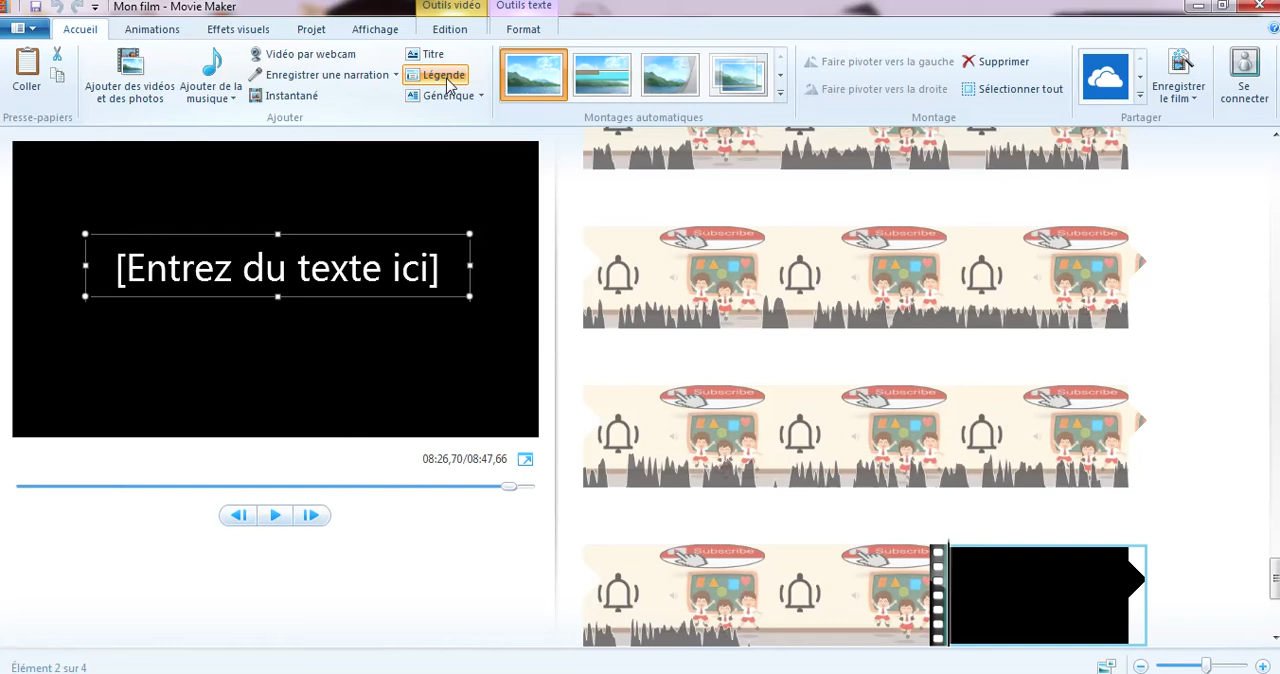 Mon film - Movie Maker
Outils vidéo
Outils texte
Accueil
Animations
Effets visuels
Projet
Affichage
Edition
Format
Coller
Ajouter des vidéos
et des photos
Ajouter de la
musique
Vidéo par webcam
Enregistrer une narration
Instantané
Titre
Légende
Générique
Faire pivoter vers la gauche
Faire pivoter vers la droite
Supprimer
Sélectionner tout
Enregistrer
le film
Se
connecter
Presse-papiers
Ajouter
Montages automatiques
Montage
Partager
[Entrez du texte ici]
08:26,70/08:47,66
Subscribe
Subscribe
Subscribe
Subscribe
Subscribe
Subscribe
Subscribe
Subscribe
Élément 2 sur 4